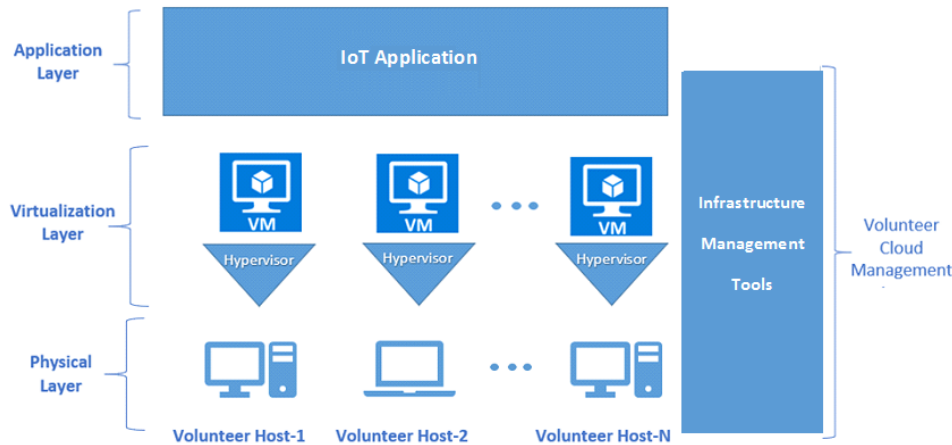 Application
Layer
IoT Application
Virtualization
Layer
VM
VM
VM
Hypervisor
Hypervisor
Hypervisor
Physical
Layer
Volunteer Host-1
Volunteer Host-2
Volunteer Host-N
Infrastructure
Management
Tools
Volunteer
Cloud
Management